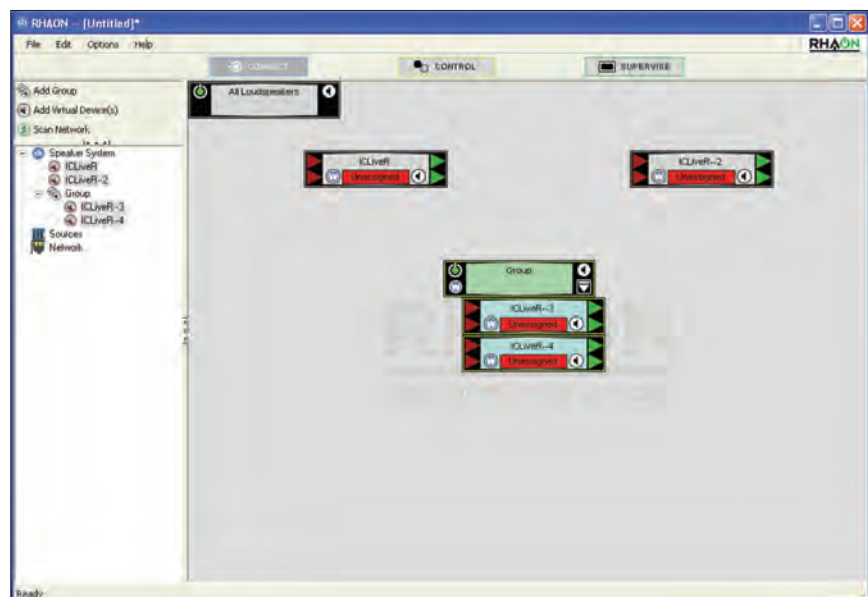 RHAON -- [Untitled]*
File Edit Options Help
RHAON
CONNECT
CONTROL
SUPERVISE
Add Group
Add Virtual Device(s)
Scan Network
Speaker System
ICLiveR
ICLiveR-2
Group
ICLiveR-3
ICLiveR-4
Sources
Network
All Loudspeakers
ICLiveR
Unassigned
ICLiveR--2
Unassigned
Group
ICLiveR--3
Unassigned
ICLiveR--4
Unassigned
RHAON
Ready